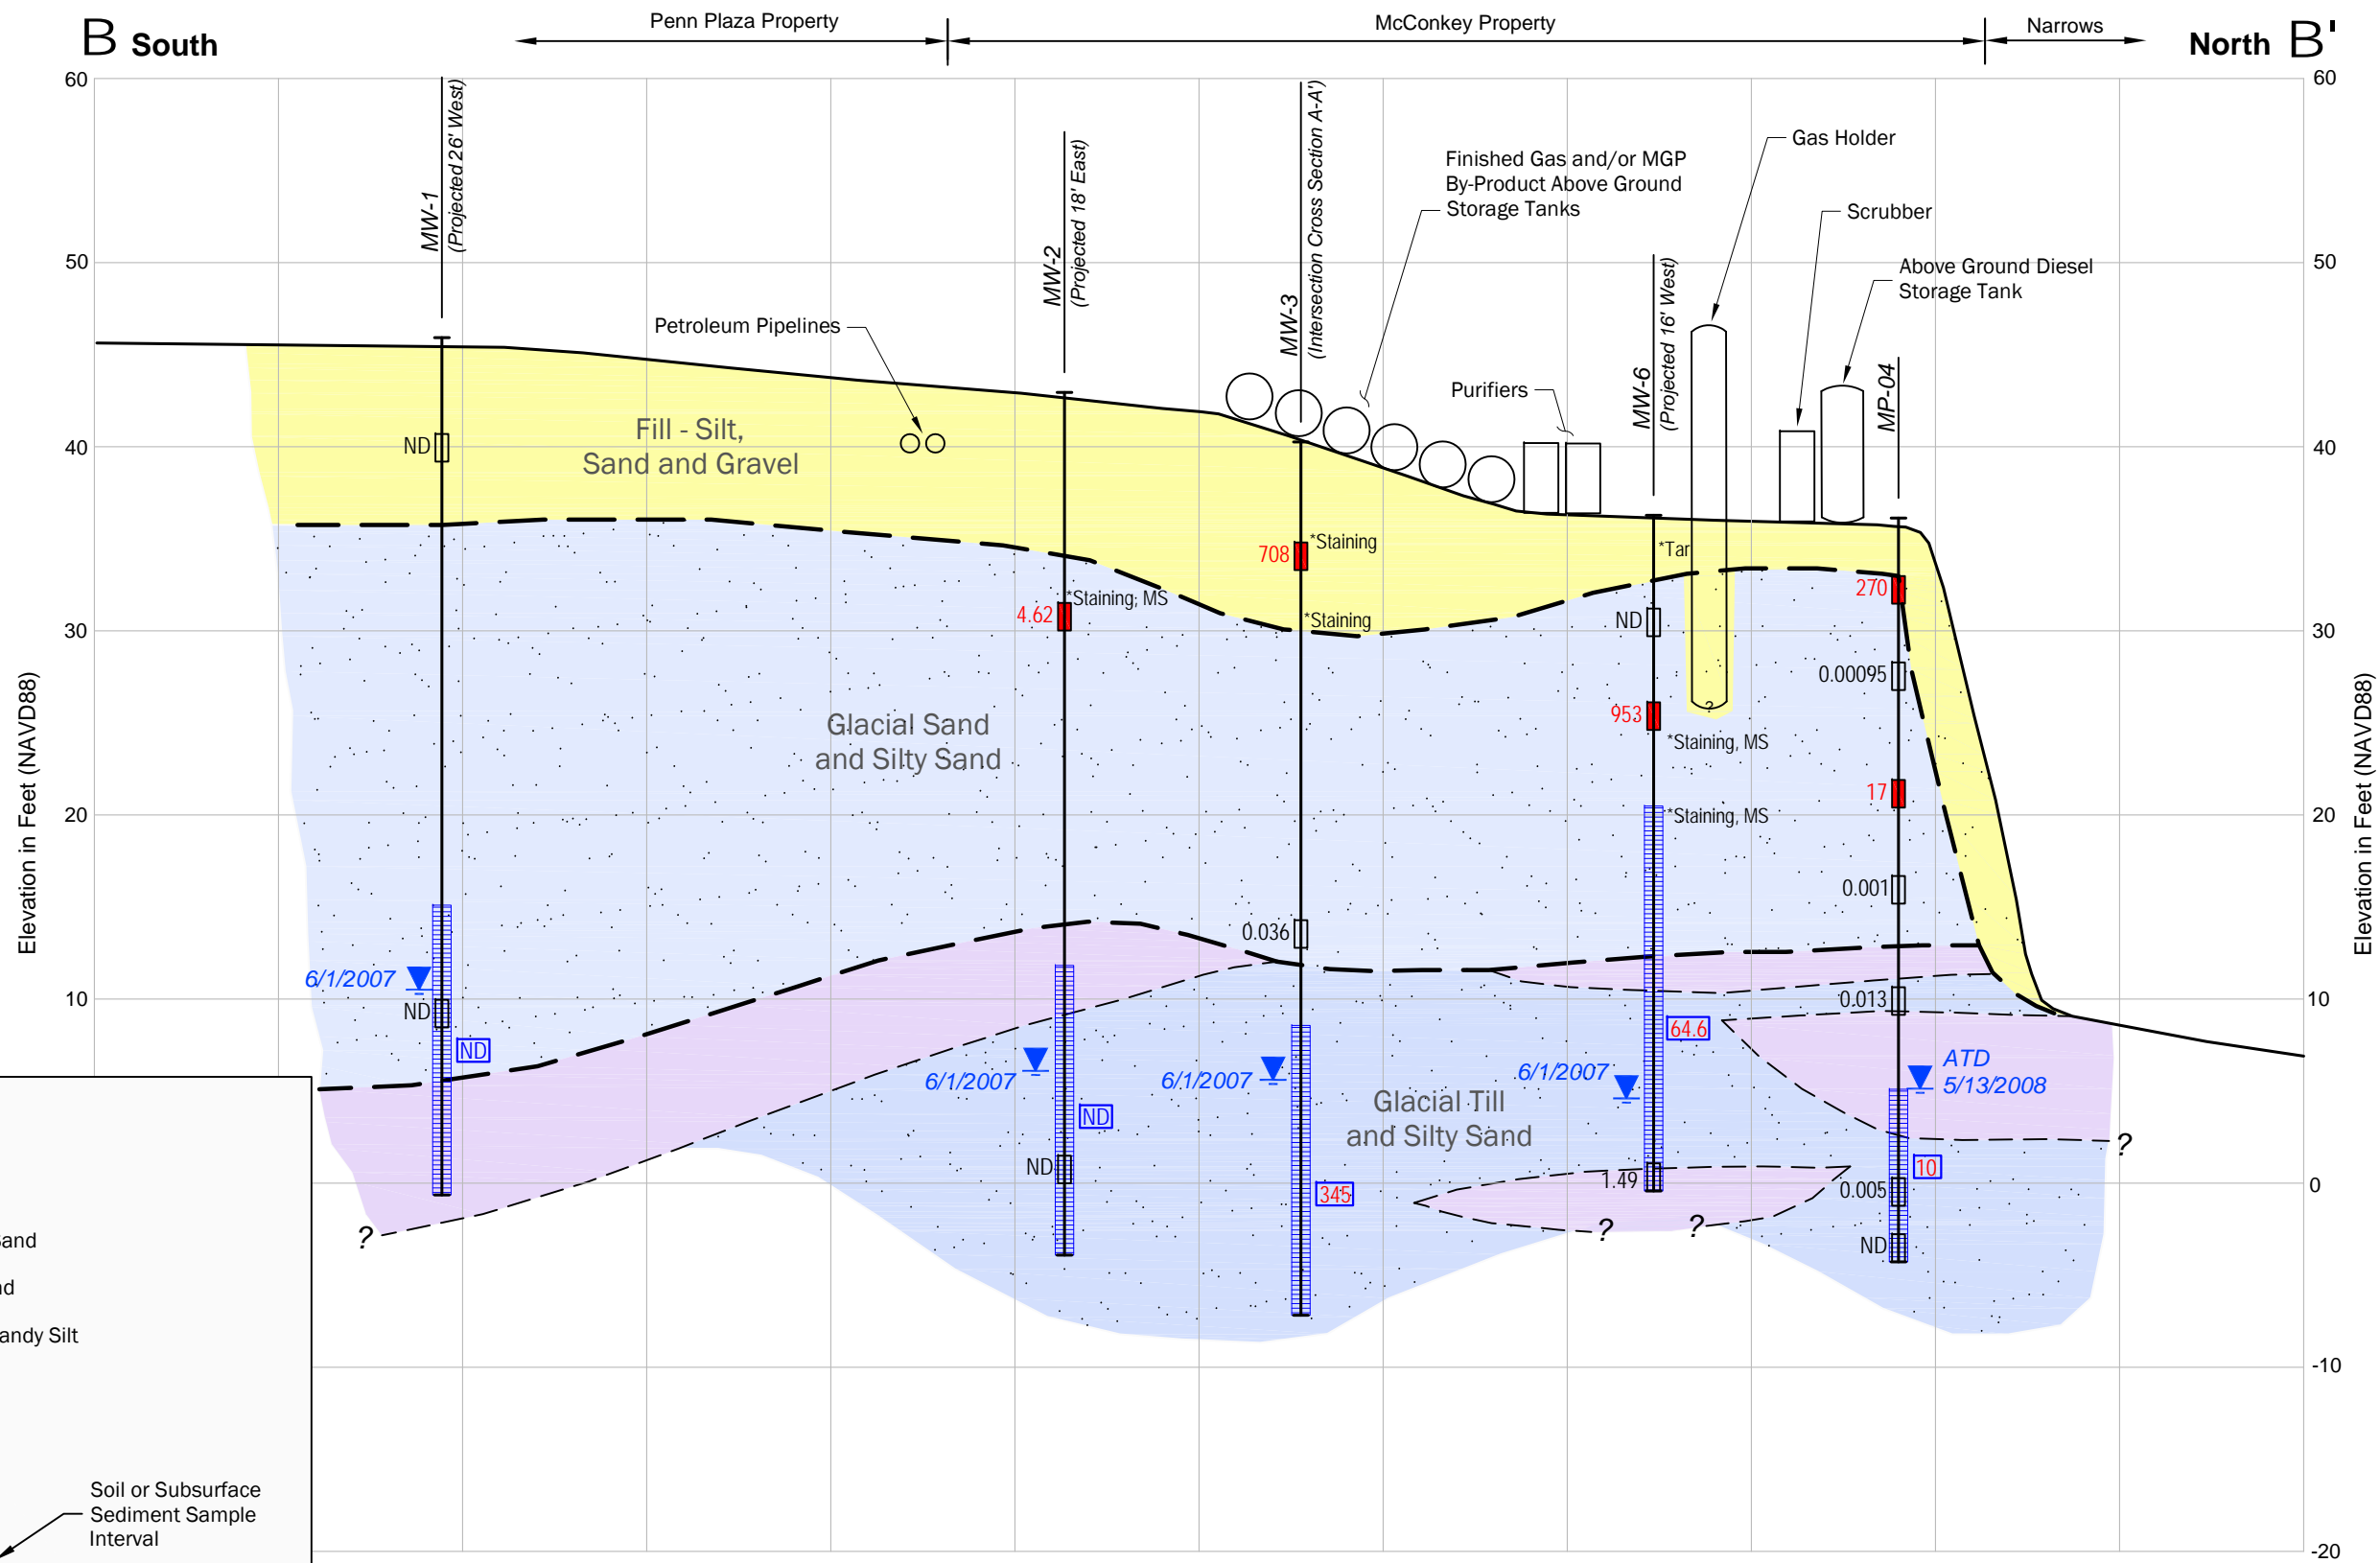 B South
Penn Plaza Property
McConkey Property
Narrows
North B'
60
50
40
30
20
10
Elevation in Feet (NAVD88)
60
50
40
30
20
10
0
-10
-20
Elevation in Feet (NAVD88)
MW-1
(Projected 26' West)
MW-2
(Projected 18' East)
MW-3
(Intersection Cross Section A-A')
MW-6
(Projected 16' West)
MP-04
Petroleum Pipelines
Finished Gas and/or MGP
By-Product Above Ground
Storage Tanks
Purifiers
Gas Holder
Scrubber
Above Ground Diesel
Storage Tank
Fill - Silt,
Sand and Gravel
Glacial Sand
and Silty Sand
Glacial Till
and Silty Sand
ND
6/1/2007
ND
ND
4.62
*Staining; MS
6/1/2007
ND
ND
708
*Staining
*Staining
0.036
6/1/2007
345
*Tar
ND
953
*Staining, MS
*Staining, MS
64.6
6/1/2007
1.49
?
270
0.00095
17
0.001
0.013
ATD
5/13/2008
10
0.005
ND
?
?
?
?
and
d
andy Silt
Soil or Subsurface
Sediment Sample
Interval